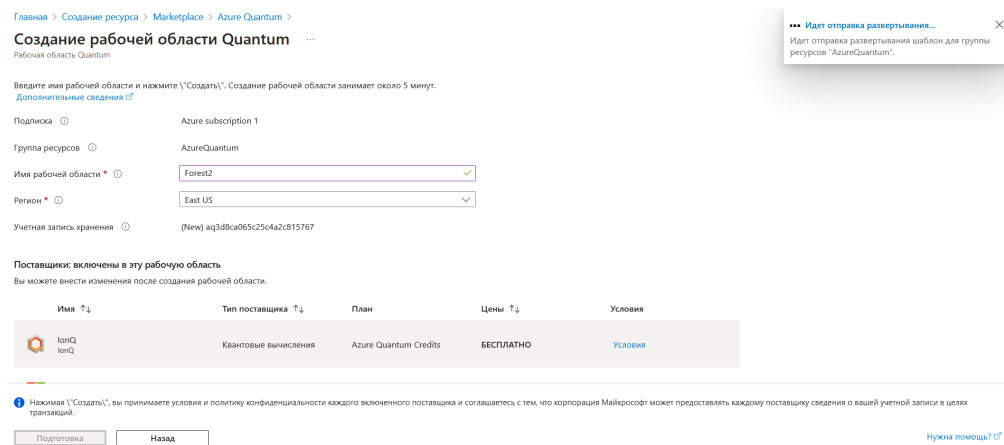 Главная > Создание ресурса > Marketplace > Azure Quantum >
Создание рабочей области Quantum ...
Рабочая область Quantum
Идет отправка развертывания...
Идет отправка развертывания шаблон для группы
ресурсов "AzureQuantum".
Введите имя рабочей области и нажмите \"Создать\". Создание рабочей области занимает около 5 минут.
Дополнительные сведения
Подписка Azure subscription 1
Группа ресурсов AzureQuantum
Имя рабочей области * Forest2
Регион * East US
Учетная запись хранения (New) aq3d8ca065c25c4a2c815767
Поставщики: включены в эту рабочую область
Вы можете внести изменения после создания рабочей области.
Имя ↑↓ Тип поставщика ↑↓ План Цены ↑↓ Условия
IonQ Квантовые вычисления Azure Quantum Credits БЕСПЛАТНО Условия
IonQ
Нажимая \"Создать\", вы принимаете условия и политику конфиденциальности каждого включенного поставщика и соглашаетесь с тем, что корпорация Майкрософт может предоставлять каждому поставщику сведения о вашей учетной записи в целях
транзакций.
Подготовка Назад Нужна помощь?